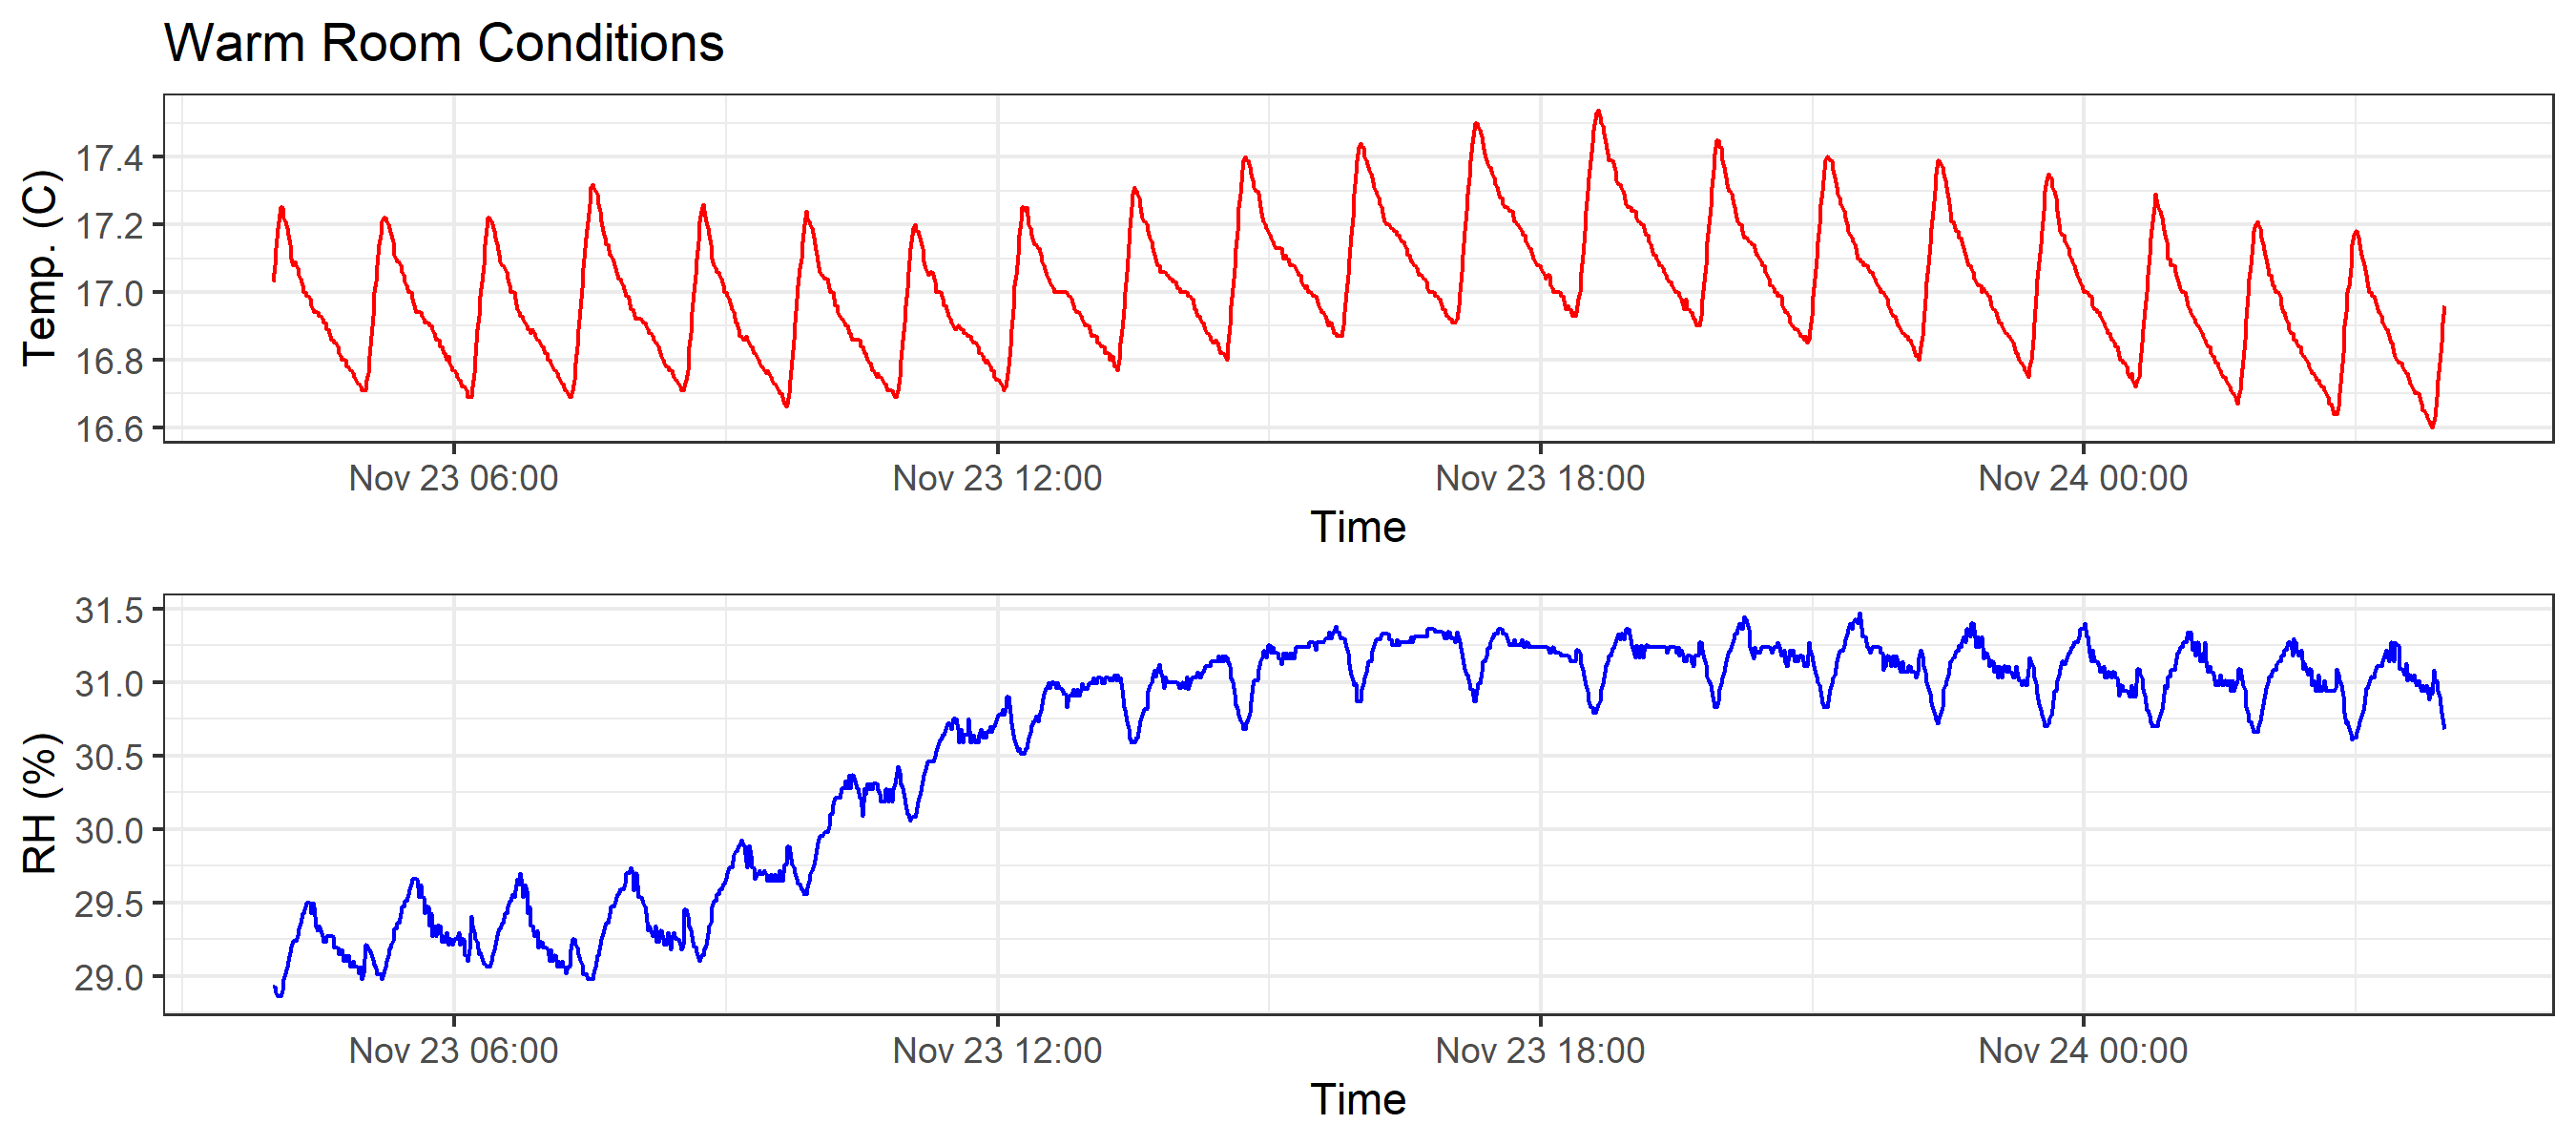 Warm Room Conditions
Temp. (C)
17.4
17.2
17.0
16.8
16.6
Nov 23 06:00 Nov 23 12:00 Nov 23 18:00 Nov 24 00:00
Time
RH (%)
31.5
31.0
30.5
30.0
29.5
29.0
Nov 23 06:00 Nov 23 12:00 Nov 23 18:00 Nov 24 00:00
Time